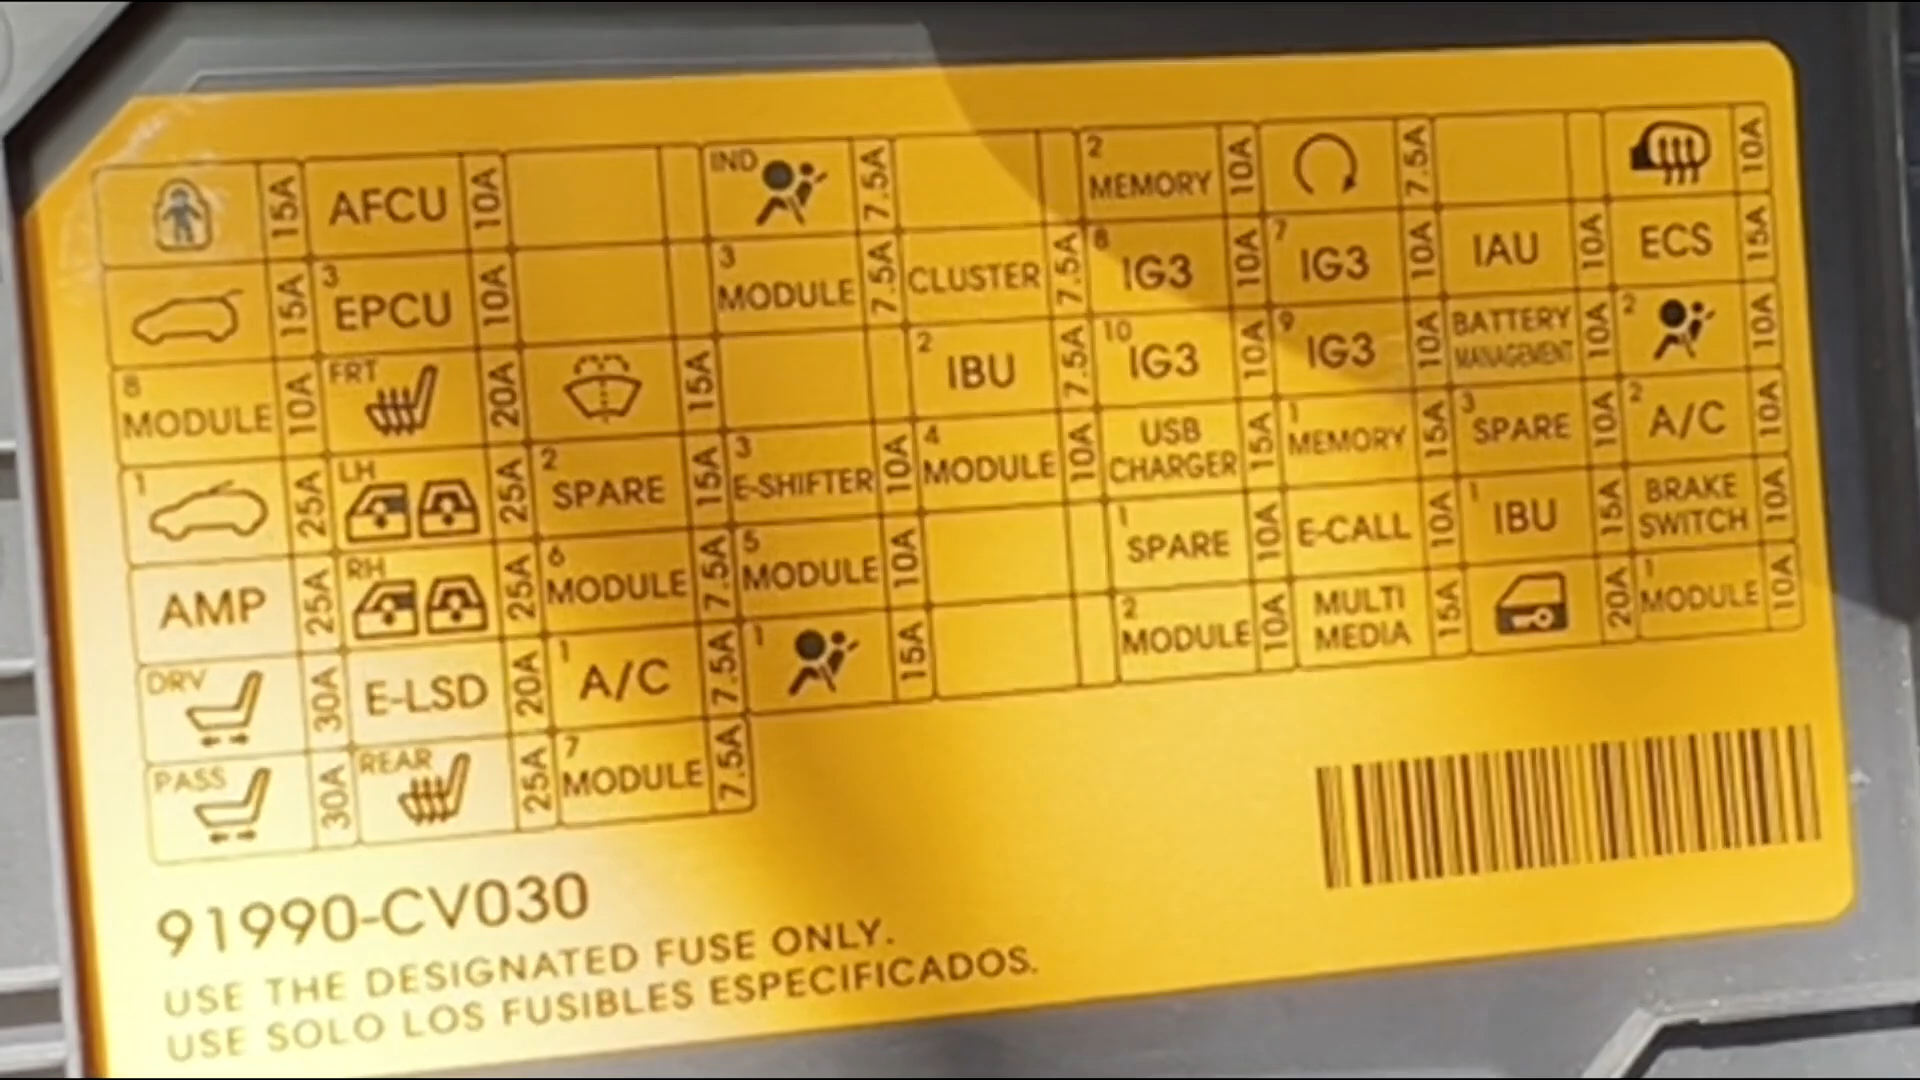 15A AFCU 10A IND 7.5A 2 MEMORY 10A 7.5A 10A
15A 3 EPCU 10A 3 MODULE 7.5A CLUSTER 7.5A 8 IG3 10A 7 IG3 10A IAU 10A ECS 15A
8 MODULE 10A FRT 20A 15A 2 IBU 7.5A 10 IG3 10A 9 IG3 10A BATTERY MANAGEMENT 10A 2 10A
1 25A LH 25A 2 SPARE 15A 3 E-SHIFTER 10A 4 MODULE 10A USB CHARGER 15A 1 MEMORY 15A 3 SPARE 10A 2 A/C 10A
AMP 25A RH 25A 6 MODULE 7.5A 5 MODULE 10A 1 SPARE 10A E-CALL 10A 1 IBU 15A BRAKE SWITCH 10A
DRV 30A E-LSD 20A 1 A/C 7.5A 1 15A 2 MODULE 10A MULTI MEDIA 15A 20A 1 MODULE 10A
PASS 30A REAR 25A 7 MODULE 7.5A
91990-CV030
USE THE DESIGNATED FUSE ONLY.
USE SOLO LOS FUSIBLES ESPECIFICADOS.